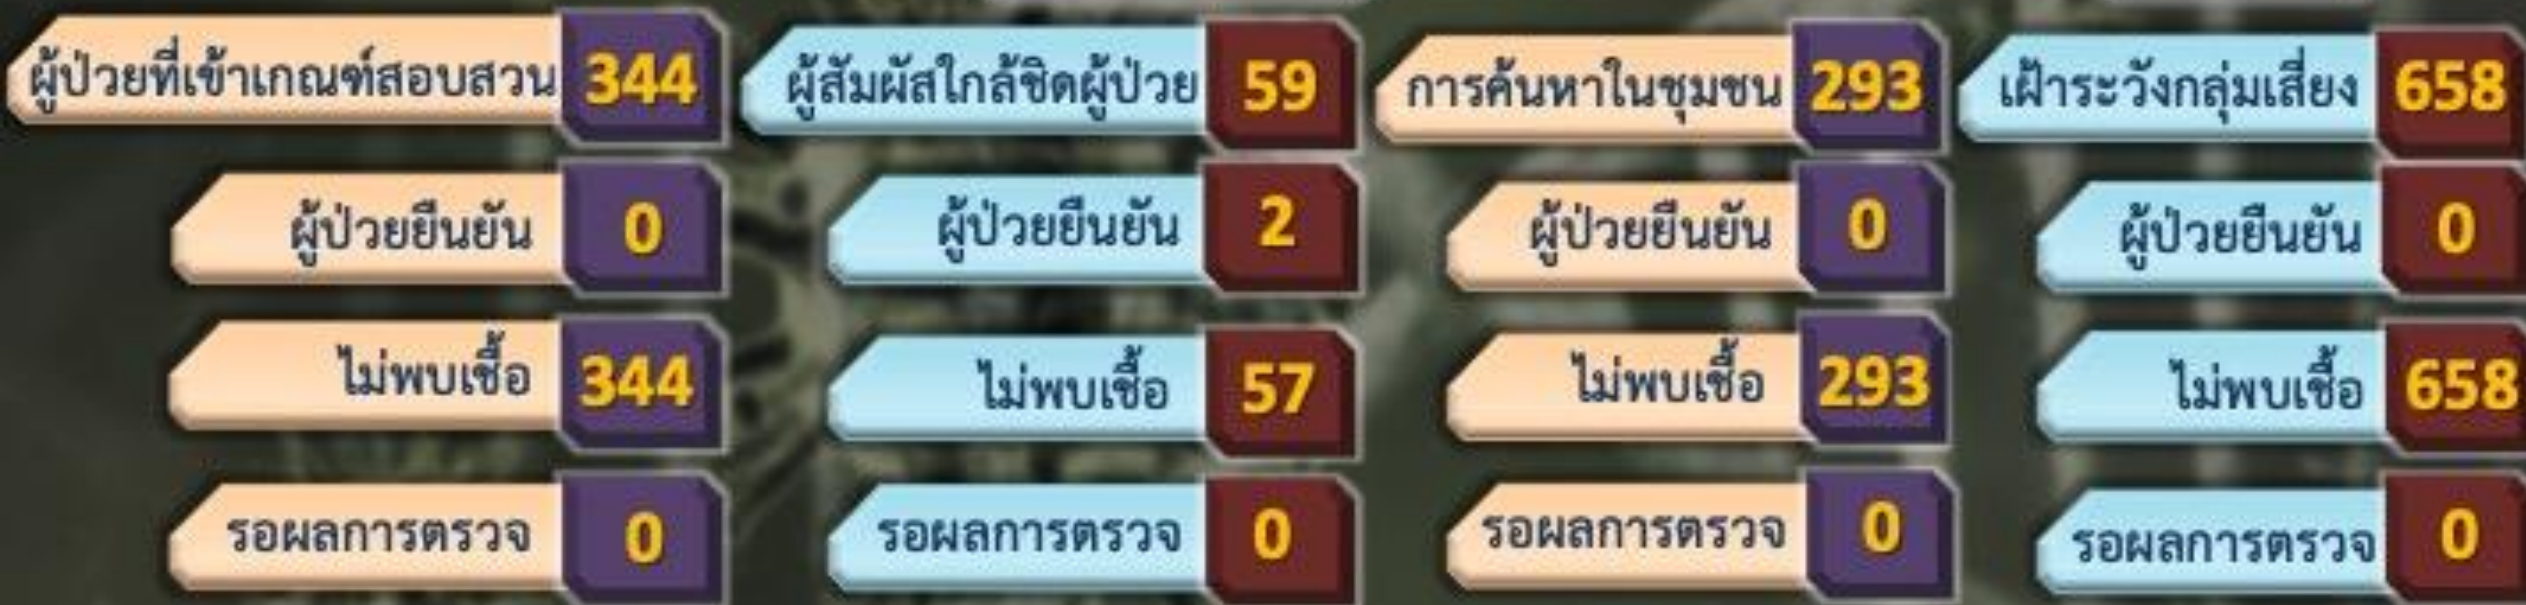 ผู้ป่วยที่เข้าเกณฑ์สอบสวน 344 ผู้สัมผัสใกล้ชิดผู้ป่วย 59 การค้นหาในชุมชน 293 เฝ้าระวังกลุ่มเสี่ยง 658
ผู้ป่วยยืนยัน 0 ผู้ป่วยยืนยัน 2 ผู้ป่วยยืนยัน 0 ผู้ป่วยยืนยัน 0
ไม่พบเชื้อ 344 ไม่พบเชื้อ 57 ไม่พบเชื้อ 293 ไม่พบเชื้อ 658
รอผลการตรวจ 0 รอผลการตรวจ 0 รอผลการตรวจ 0 รอผลการตรวจ 0